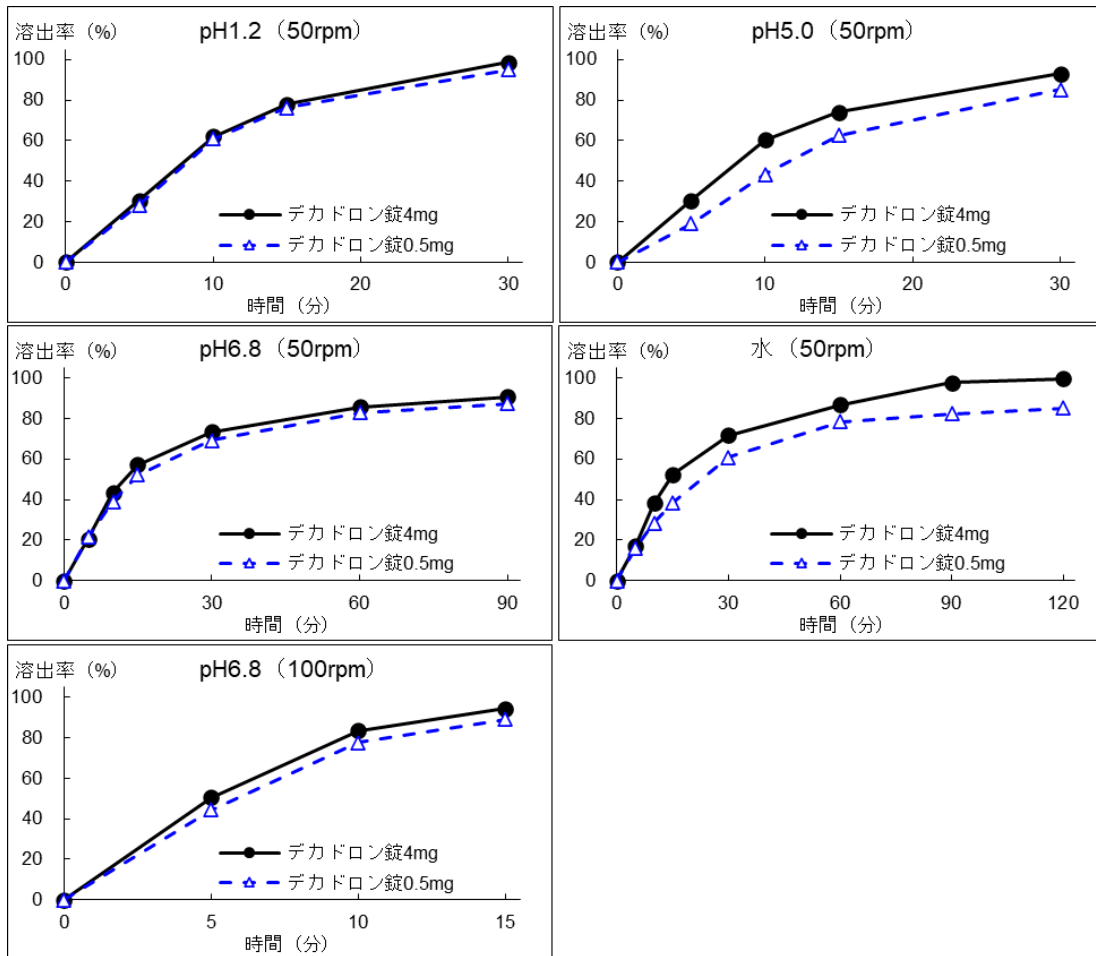 溶出率（%）
pH1.2（50rpm）
100
80
60
40
20
0
デカドロン錠4mg
デカドロン錠0.5mg
0 10 20 30
時間（分）
溶出率（%）
pH5.0（50rpm）
100
80
60
40
20
0
デカドロン錠4mg
デカドロン錠0.5mg
0 10 20 30
時間（分）
溶出率（%）
pH6.8（50rpm）
100
80
60
40
20
0
デカドロン錠4mg
デカドロン錠0.5mg
0 30 60 90
時間（分）
溶出率（%）
水（50rpm）
100
80
60
40
20
0
デカドロン錠4mg
デカドロン錠0.5mg
0 30 60 90 120
時間（分）
溶出率（%）
pH6.8（100rpm）
100
80
60
40
20
0
デカドロン錠4mg
デカドロン錠0.5mg
0 5 10 15
時間（分）